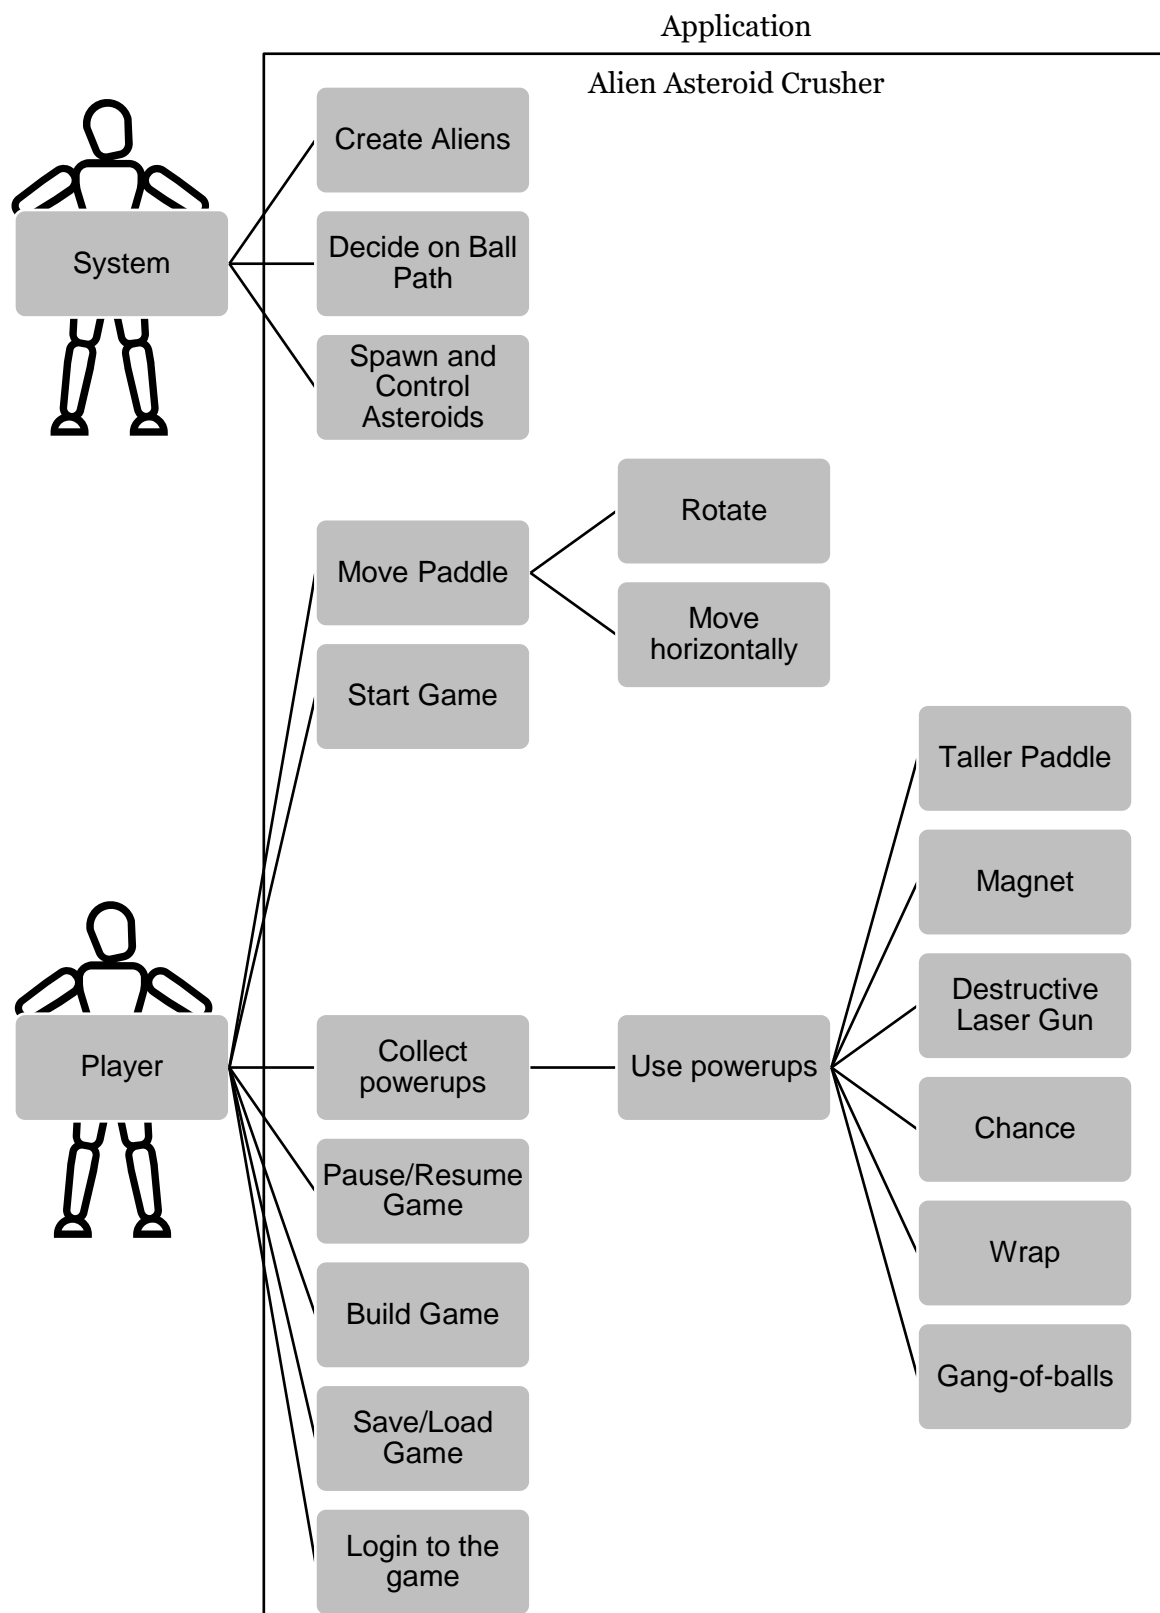 Application
Alien Asteroid Crusher
Create Aliens
System
Decide on Ball
Path
Spawn and
Control
Asteroids
Rotate
Move Paddle
Move
horizontally
Start Game
Taller Paddle
Magnet
Destructive
Laser Gun
Player
Collect
powerups
Use powerups
Chance
Pause/Resume
Game
Wrap
Build Game
Gang-of-balls
Save/Load
Game
Login to the
game